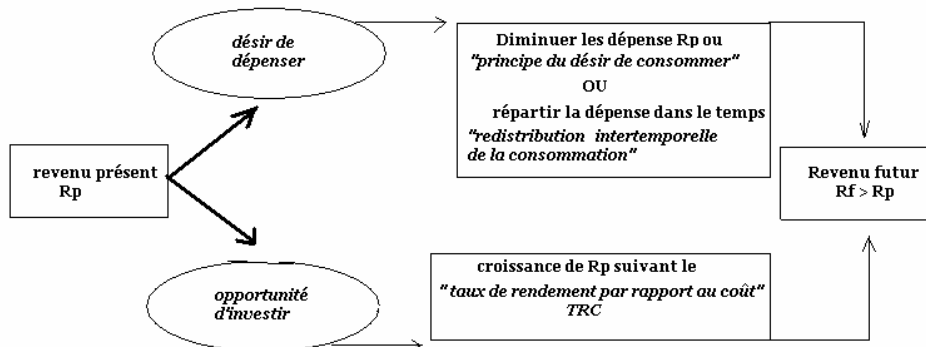 désir de
dépenser
Diminuer les dépense Rp ou
"principe du désir de consommer"
OU
répartir la dépense dans le temps
"redistribution intertemporelle
de la consommation"
revenu présent
Rp
Revenu futur
Rf > Rp
opportunité
d'investir
croissance de Rp suivant le
"taux de rendement par rapport au coût"
TRC